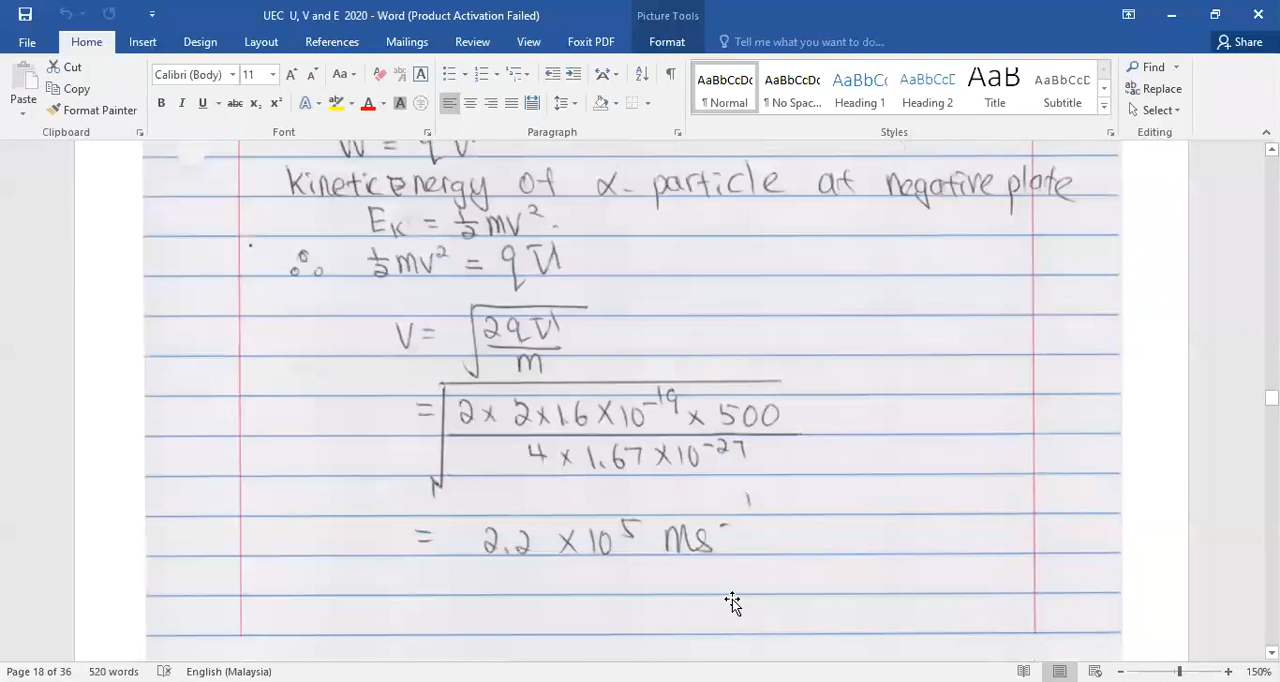 UEC U, V and E 2020 - Word (Product Activation Failed)
Picture Tools
File Home Insert Design Layout References Mailings Review View Foxit PDF Format Tell me what you want to do... Share
Paste
Cut
Copy
Format Painter
Clipboard
Calibri (Body) 11
Font
Paragraph
AaBbCcDc AaBbCcDc AaBbCc AaBbCcD AaB AaBbCcD
¶ Normal ¶ No Spac... Heading 1 Heading 2 Title Subtitle
Styles
Find
Replace
Select
Editing
W = qV
Kinetic energy of α-particle at negative plate
E_K = ½mv².
∴ ½mv² = qV
V = √(2qV/m)
= √(2 × 2 × 1.6 × 10⁻¹⁹ × 500 / 4 × 1.67 × 10⁻²⁷)
= 2.2 × 10⁵ ms⁻¹
Page 18 of 36 520 words English (Malaysia) 150%